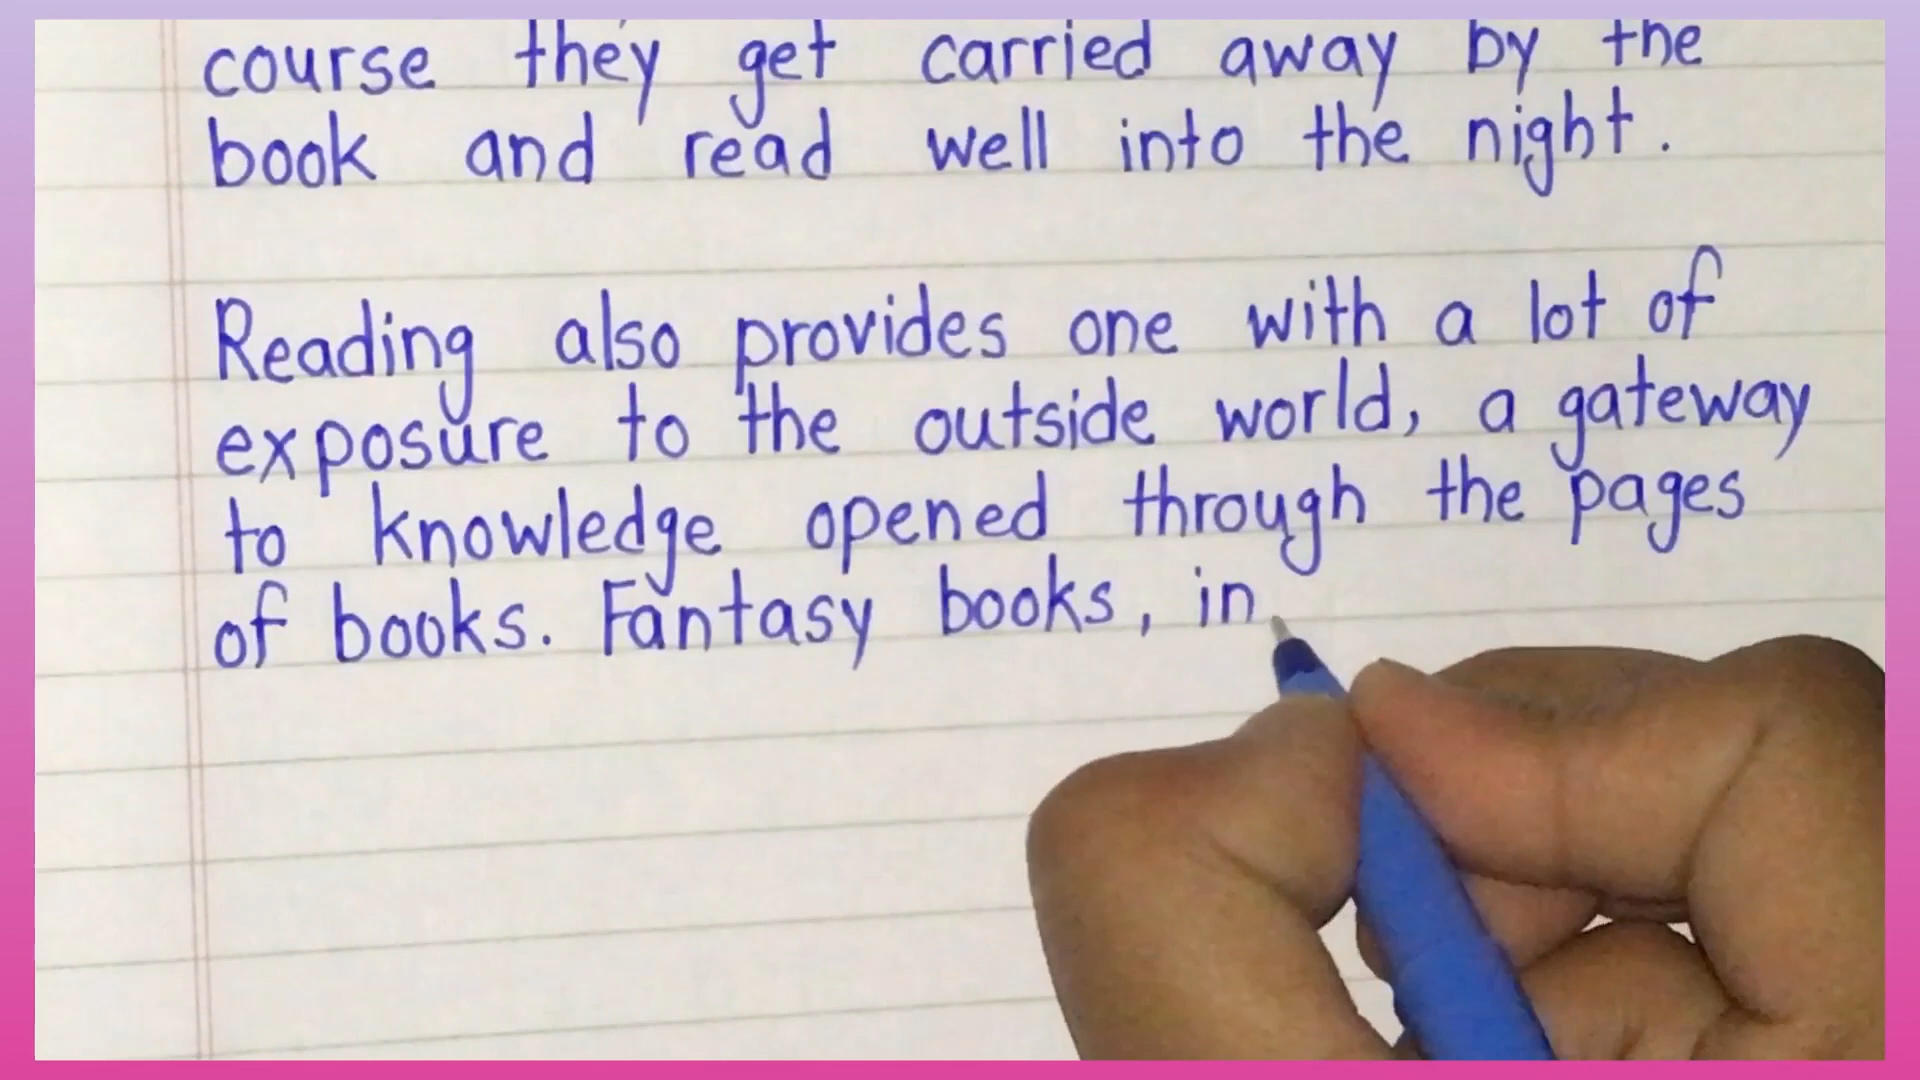 course they get carried away by the
book and read well into the night.
Reading also provides one with a lot of
exposure to the outside world, a gateway
to knowledge opened through the pages
of books. Fantasy books, in